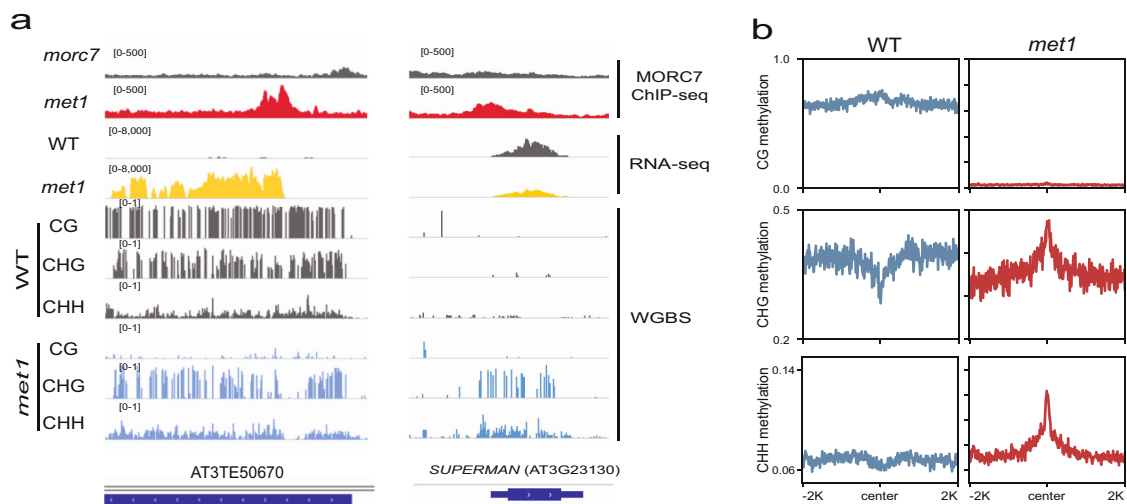 a
morc7
[0-500]
[0-500]
met1
[0-500]
[0-500]
MORC7
ChIP-seq
WT
[0-8,000]
met1
[0-8,000]
RNA-seq
WT
CG
[0-1]
CHG
[0-1]
CHH
[0-1]
met1
CG
[0-1]
CHG
[0-1]
CHH
[0-1]
WGBS
AT3TE50670
SUPERMAN (AT3G23130)
b
WT
met1
CG methylation
1.0
0.0
CHG methylation
0.5
0.2
CHH methylation
0.14
0.06
-2K center 2K
-2K center 2K